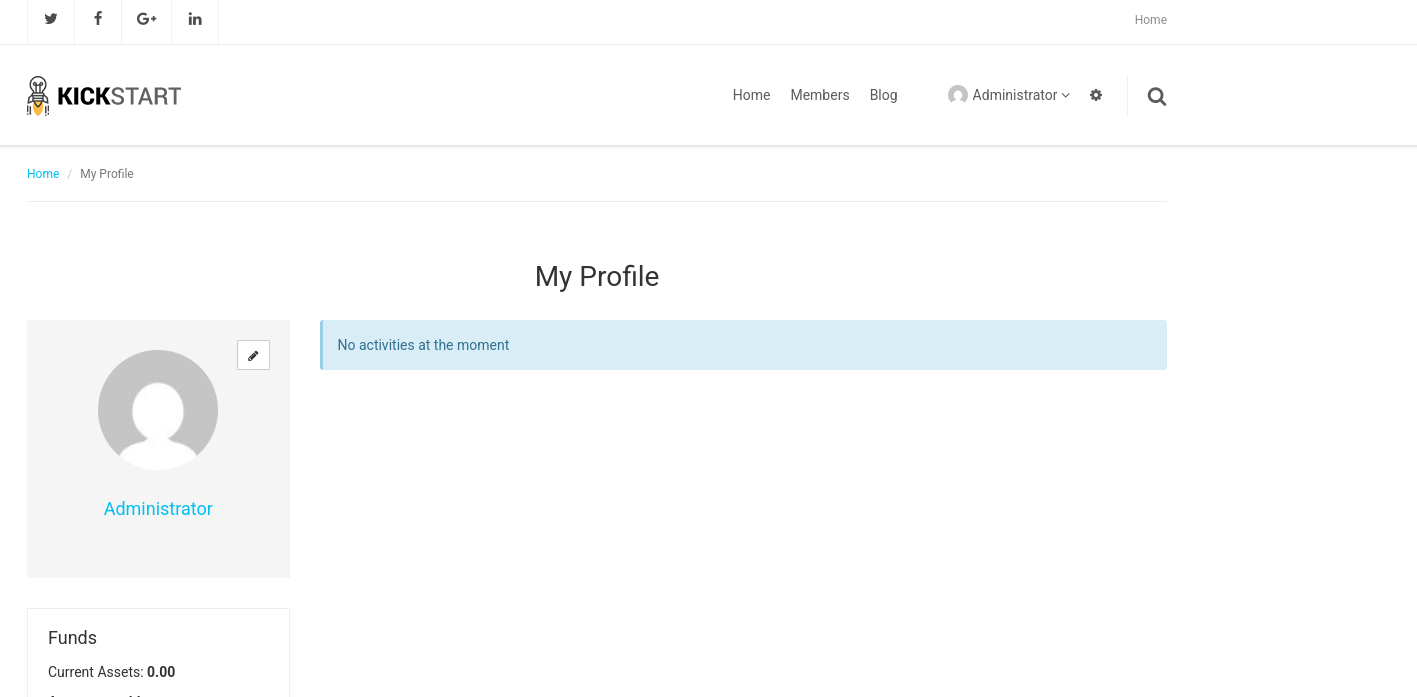 Home
KICKSTART
Home Members Blog Administrator
Home / My Profile
My Profile
No activities at the moment
Administrator
Funds
Current Assets: 0.00